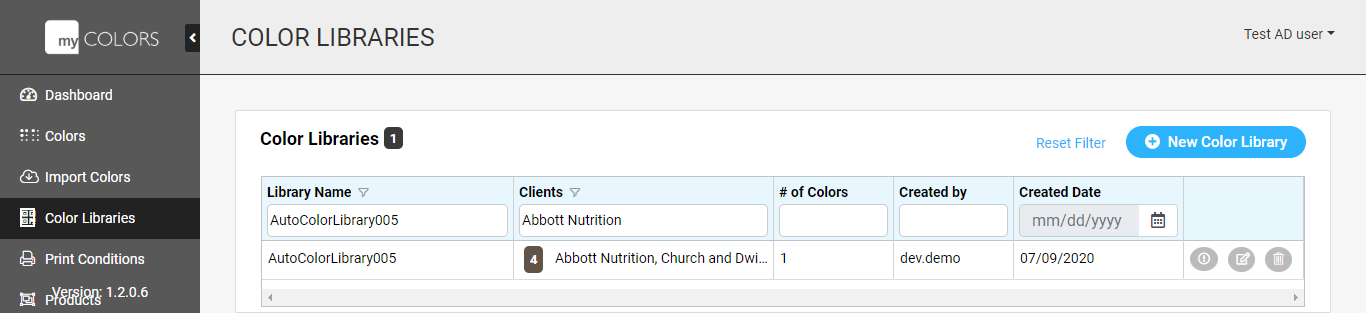 my COLORS
COLOR LIBRARIES
Test AD user
Dashboard
Colors
Import Colors
Color Libraries
Print Conditions
Products
Version: 1.2.0.6
Color Libraries 1
Reset Filter
New Color Library
Library Name Clients # of Colors Created by Created Date
AutoColorLibrary005 Abbott Nutrition mm/dd/yyyy
AutoColorLibrary005 4 Abbott Nutrition, Church and Dwi... 1 dev.demo 07/09/2020